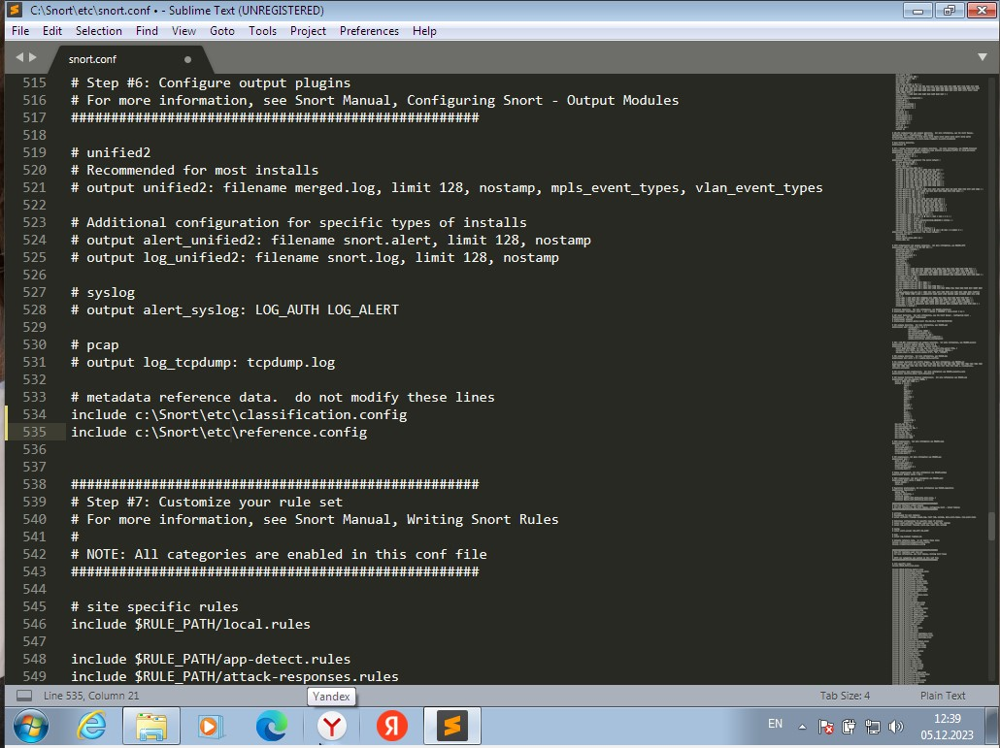 C:\Snort\etc\snort.conf • - Sublime Text (UNREGISTERED)
File Edit Selection Find View Goto Tools Project Preferences Help
snort.conf
515 # Step #6: Configure output plugins
516 # For more information, see Snort Manual, Configuring Snort - Output Modules
517 ###################################################
518
519 # unified2
520 # Recommended for most installs
521 # output unified2: filename merged.log, limit 128, nostamp, mpls_event_types, vlan_event_types
522
523 # Additional configuration for specific types of installs
524 # output alert_unified2: filename snort.alert, limit 128, nostamp
525 # output log_unified2: filename snort.log, limit 128, nostamp
526
527 # syslog
528 # output alert_syslog: LOG_AUTH LOG_ALERT
529
530 # pcap
531 # output log_tcpdump: tcpdump.log
532
533 # metadata reference data.  do not modify these lines
534 include c:\Snort\etc\classification.config
535 include c:\Snort\etc\reference.config
536
537
538 ###################################################
539 # Step #7: Customize your rule set
540 # For more information, see Snort Manual, Writing Snort Rules
541 #
542 # NOTE: All categories are enabled in this conf file
543 ###################################################
544
545 # site specific rules
546 include $RULE_PATH/local.rules
547
548 include $RULE_PATH/app-detect.rules
549 include $RULE_PATH/attack-responses.rules
Line 535, Column 21
Tab Size: 4
Plain Text
Yandex
Y
Я
EN
12:39
05.12.2023